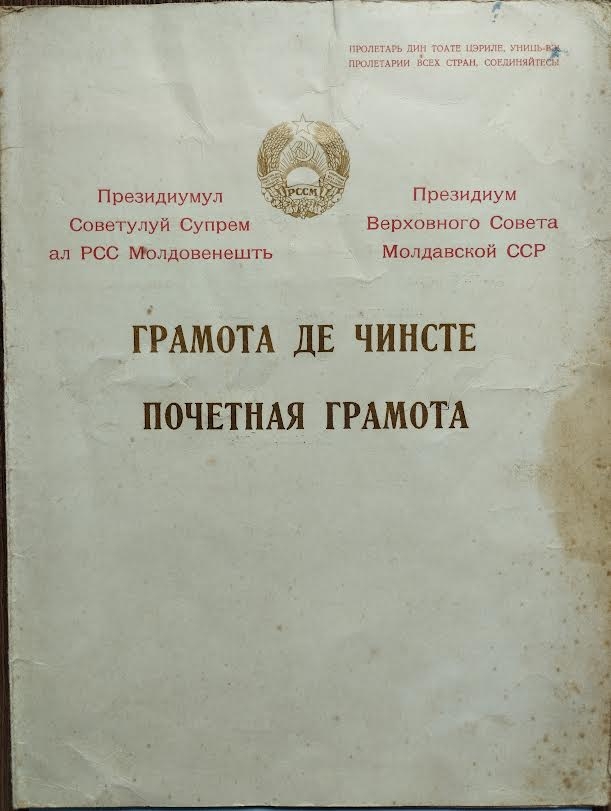 ПРОЛЕТАРЬ ДИН ТОАТЕ ЦЭРИЛЕ, УНИЦЬ-ВЭ!
ПРОЛЕТАРИИ ВСЕХ СТРАН, СОЕДИНЯЙТЕСЬ!
РССМ
Президиумул
Советулуй Супрем
ал РСС Молдовенешть
Президиум
Верховного Совета
Молдавской ССР
ГРАМОТА ДЕ ЧИНСТЕ
ПОЧЕТНАЯ ГРАМОТА